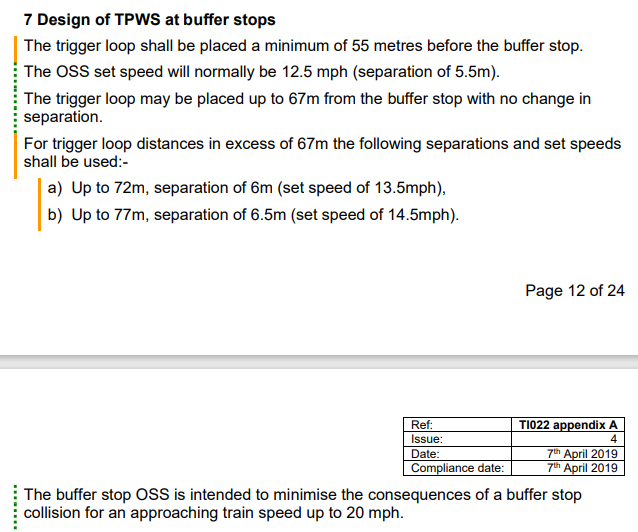 7 Design of TPWS at buffer stops
The trigger loop shall be placed a minimum of 55 metres before the buffer stop.
The OSS set speed will normally be 12.5 mph (separation of 5.5m).
The trigger loop may be placed up to 67m from the buffer stop with no change in
separation.
For trigger loop distances in excess of 67m the following separations and set speeds
shall be used:-
a) Up to 72m, separation of 6m (set speed of 13.5mph),
b) Up to 77m, separation of 6.5m (set speed of 14.5mph).
Page 12 of 24
Ref: TI022 appendix A
Issue: 4
Date: 7th April 2019
Compliance date: 7th April 2019
The buffer stop OSS is intended to minimise the consequences of a buffer stop
collision for an approaching train speed up to 20 mph.